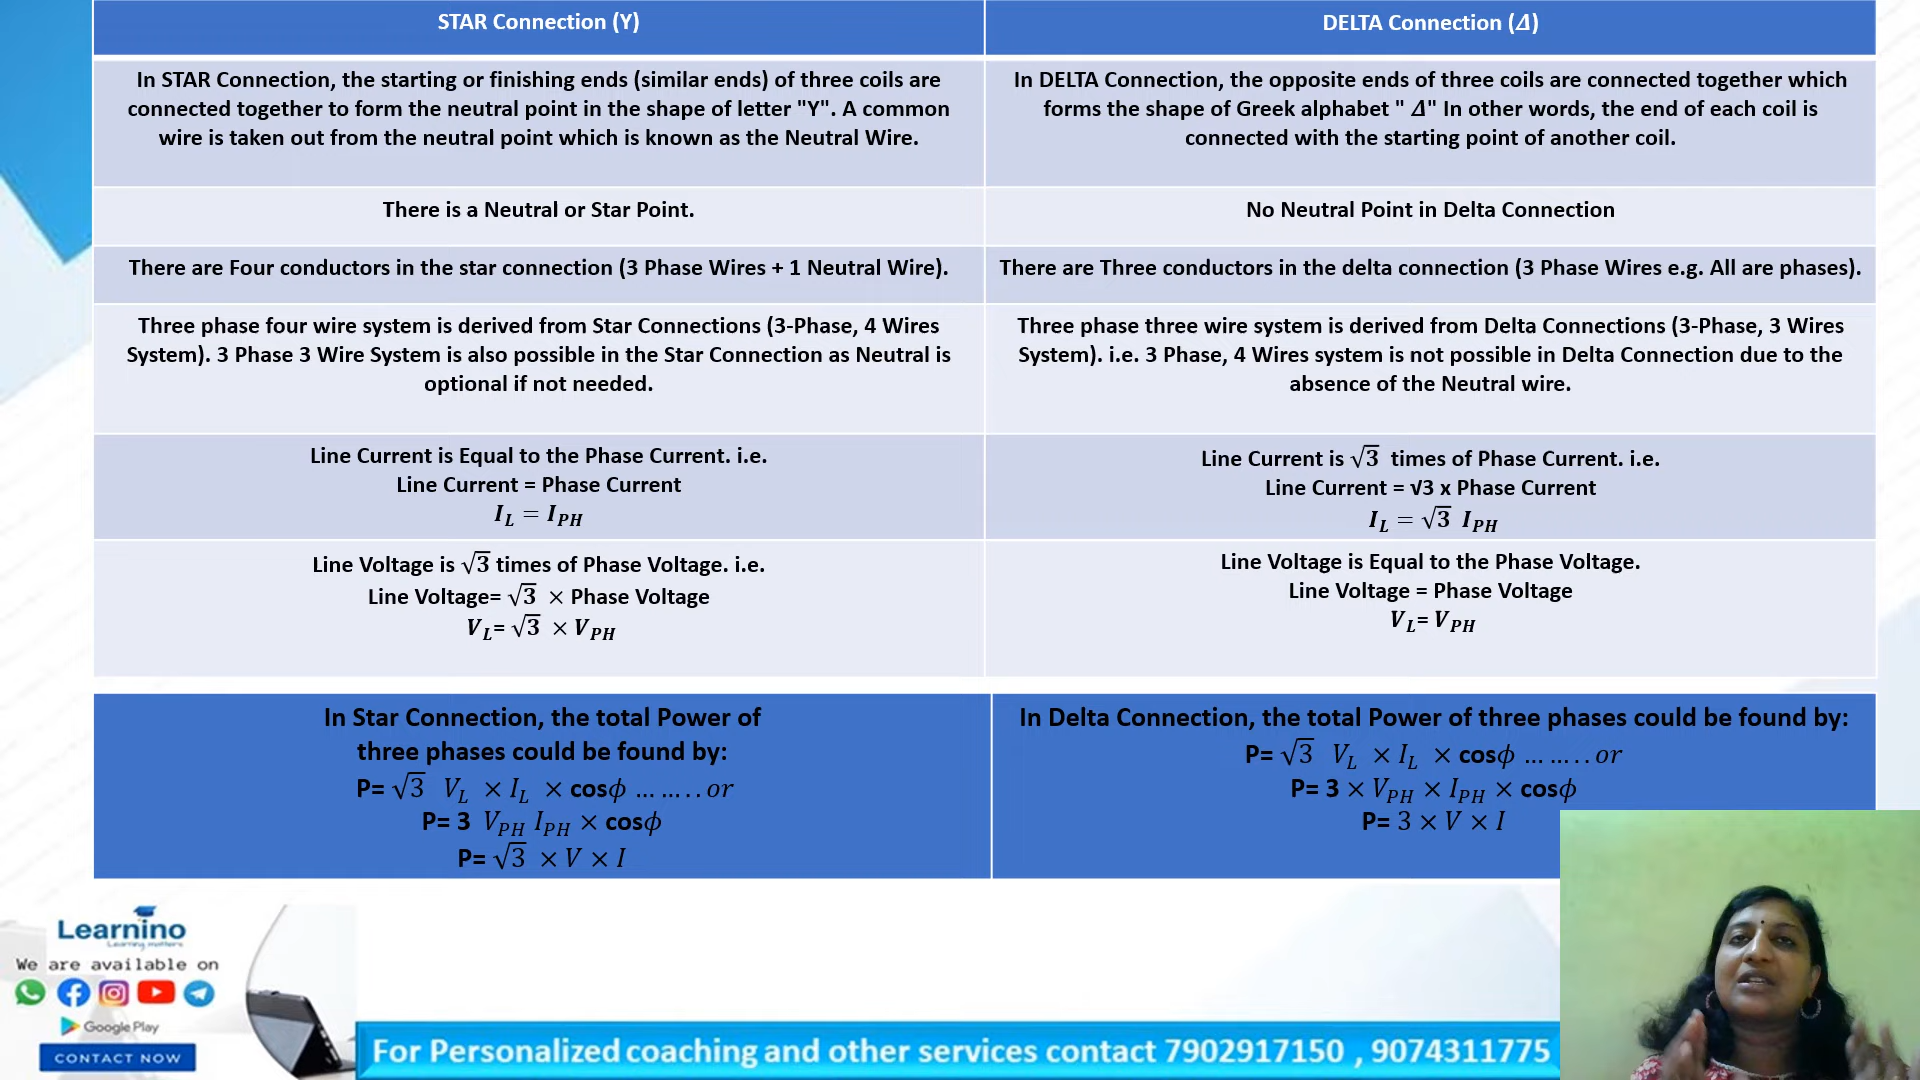 STAR Connection (Y)
DELTA Connection (Δ)
In STAR Connection, the starting or finishing ends (similar ends) of three coils are
connected together to form the neutral point in the shape of letter "Y". A common
wire is taken out from the neutral point which is known as the Neutral Wire.
In DELTA Connection, the opposite ends of three coils are connected together which
forms the shape of Greek alphabet " Δ" In other words, the end of each coil is
connected with the starting point of another coil.
There is a Neutral or Star Point.
No Neutral Point in Delta Connection
There are Four conductors in the star connection (3 Phase Wires + 1 Neutral Wire).
There are Three conductors in the delta connection (3 Phase Wires e.g. All are phases).
Three phase four wire system is derived from Star Connections (3-Phase, 4 Wires
System). 3 Phase 3 Wire System is also possible in the Star Connection as Neutral is
optional if not needed.
Three phase three wire system is derived from Delta Connections (3-Phase, 3 Wires
System). i.e. 3 Phase, 4 Wires system is not possible in Delta Connection due to the
absence of the Neutral wire.
Line Current is Equal to the Phase Current. i.e.
Line Current = Phase Current
I_L = I_PH
Line Current is √3 times of Phase Current. i.e.
Line Current = √3 x Phase Current
I_L = √3 I_PH
Line Voltage is √3 times of Phase Voltage. i.e.
Line Voltage= √3 × Phase Voltage
V_L= √3 × V_PH
Line Voltage is Equal to the Phase Voltage.
Line Voltage = Phase Voltage
V_L= V_PH
In Star Connection, the total Power of
three phases could be found by:
P= √3 V_L × I_L × cosϕ ........or
P= 3 V_PH I_PH × cosϕ
P= √3 × V × I
In Delta Connection, the total Power of three phases could be found by:
P= √3 V_L × I_L × cosϕ ........or
P= 3 × V_PH × I_PH × cosϕ
P= 3 × V × I
Learnino
Learning matters
We are available on
Google Play
CONTACT NOW
For Personalized coaching and other services contact 7902917150 , 9074311775